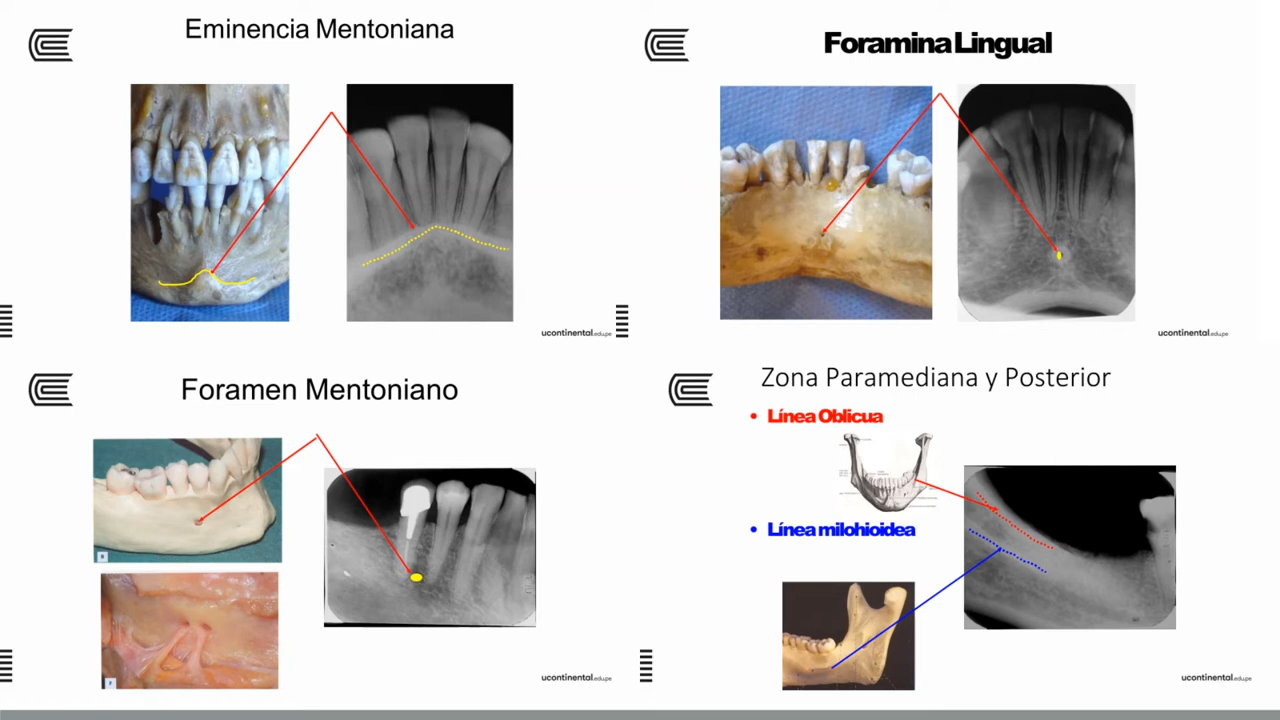 Eminencia Mentoniana
ucontinental.edu.pe
Foramina Lingual
ucontinental.edu.pe
Foramen Mentoniano
B
F
ucontinental.edu.pe
Zona Paramediana y Posterior
• Línea Oblicua
• Línea milohioidea
ucontinental.edu.pe